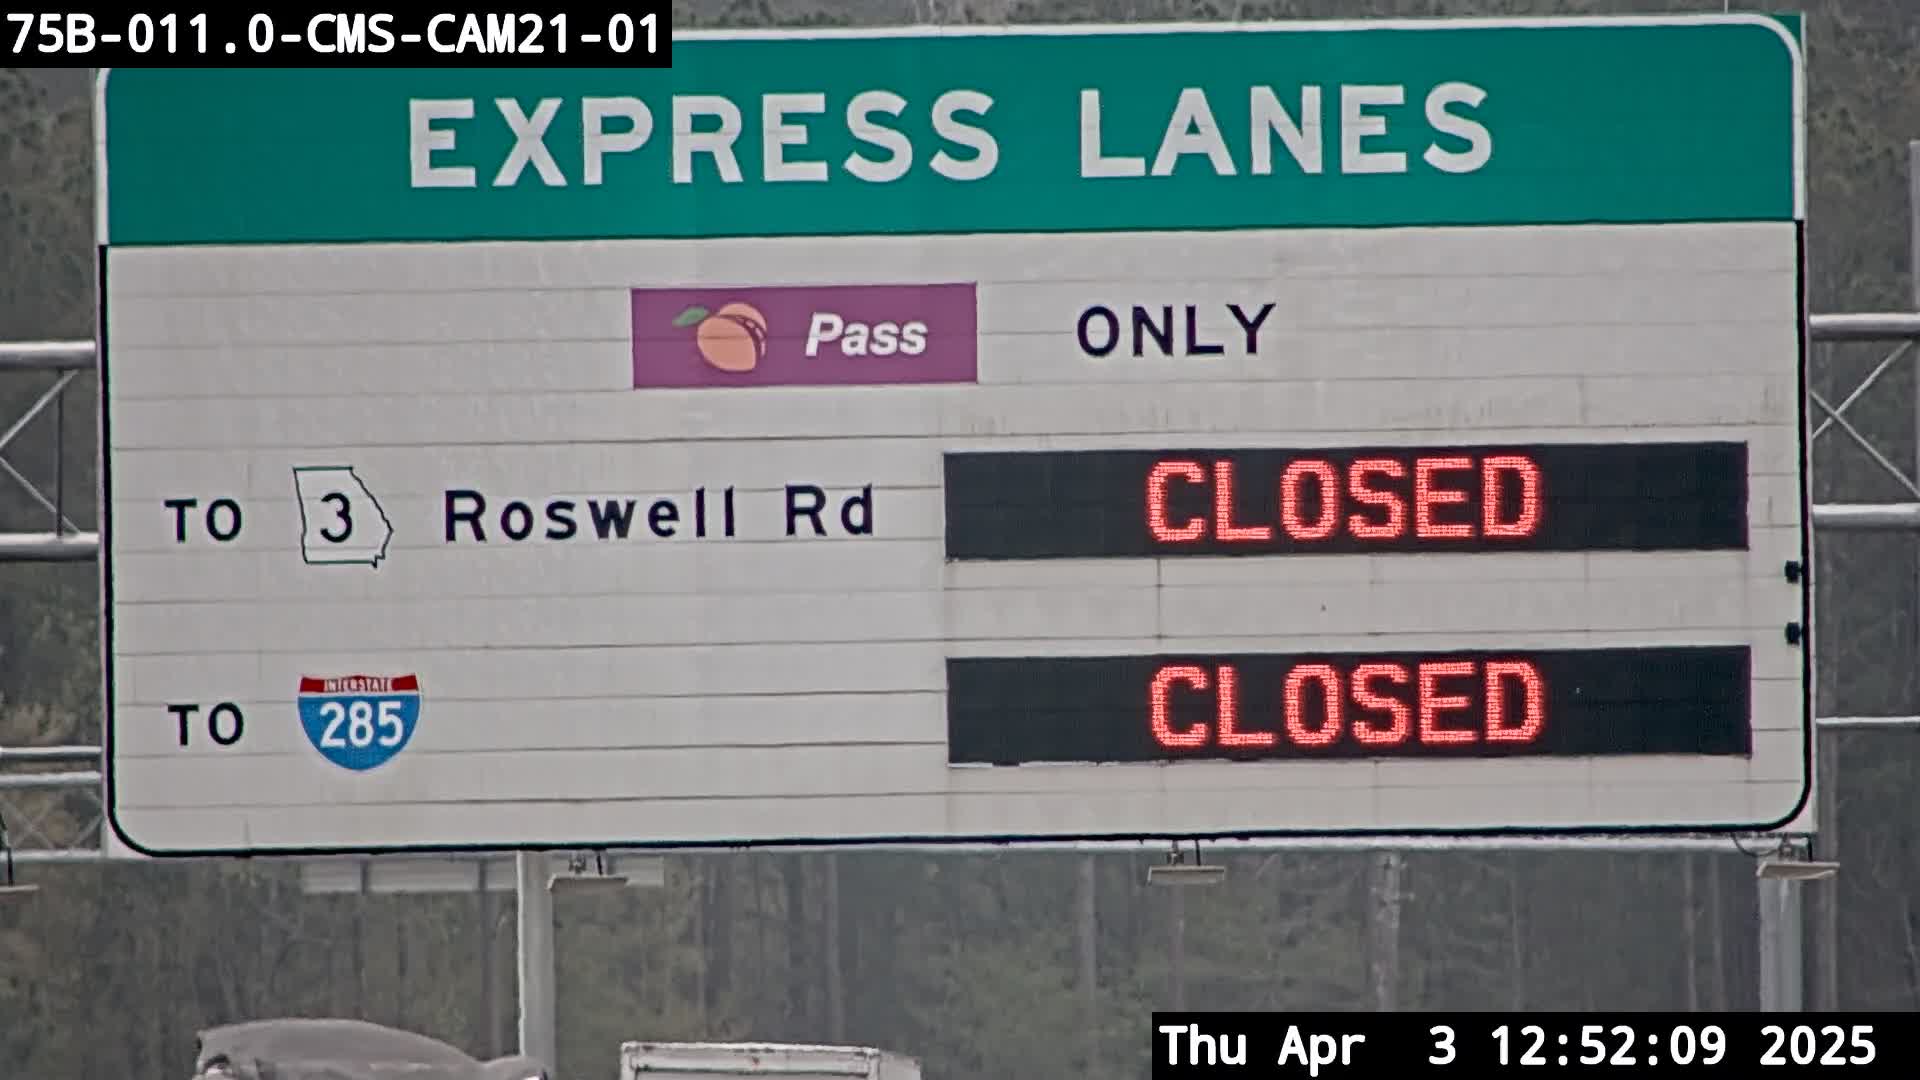 75B-011.0-CMS-CAM21-01
EXPRESS LANES
Pass ONLY
TO 3 Roswell Rd CLOSED
TO INTERSTATE 285 CLOSED
Thu Apr 3 12:52:09 2025